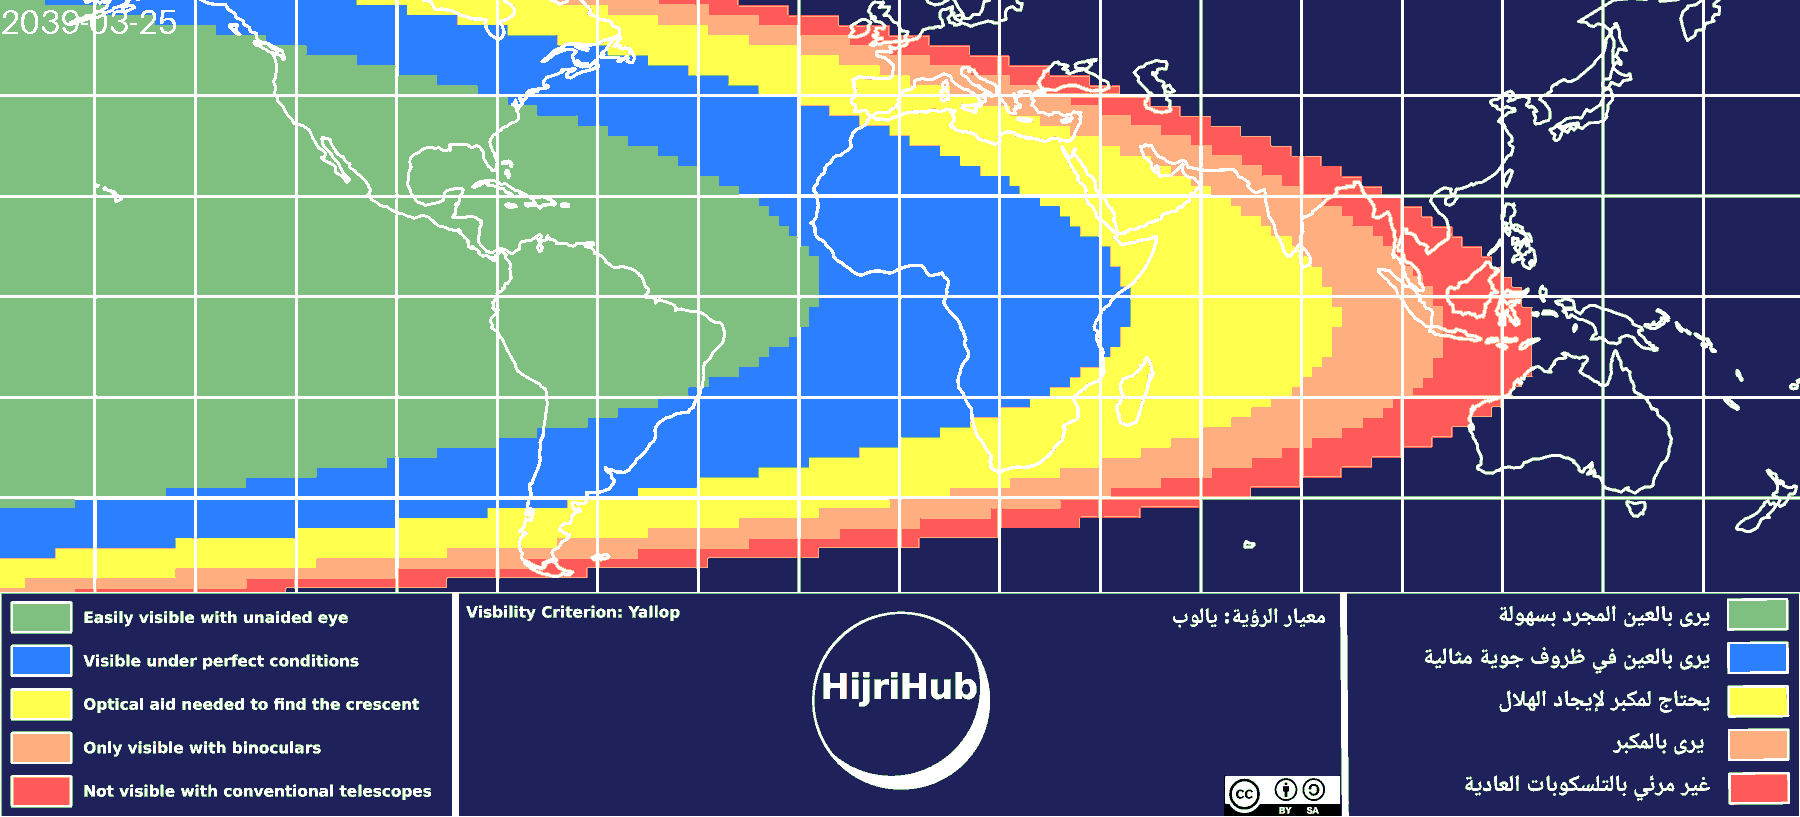 2039-03-25
Easily visible with unaided eye
Visible under perfect conditions
Optical aid needed to find the crescent
Only visible with binoculars
Not visible with conventional telescopes
Visbility Criterion: Yallop
معيار الرؤية: يالوب
HijriHub
cc
BY SA
يرى بالعين المجرد بسهولة
يرى بالعين في ظروف جوية مثالية
يحتاج لمكبر لإيجاد الهلال
يرى بالمكبر
غير مرئي بالتلسكوبات العادية